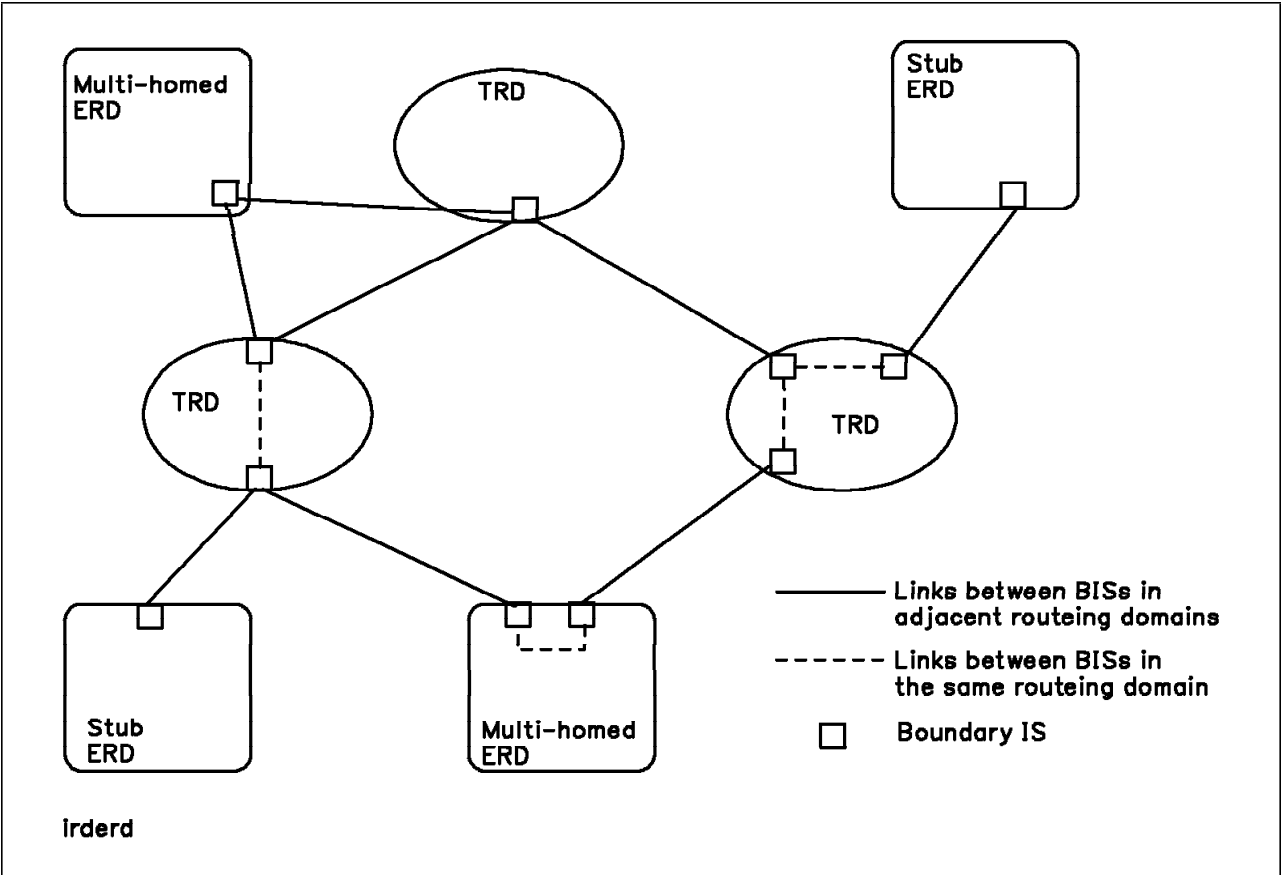 Multi-homed
ERD
TRD
Stub
ERD
TRD
TRD
Links between BISs in
adjacent routeing domains
Links between BISs in
the same routeing domain
Boundary IS
Stub
ERD
Multi-homed
ERD
irderd